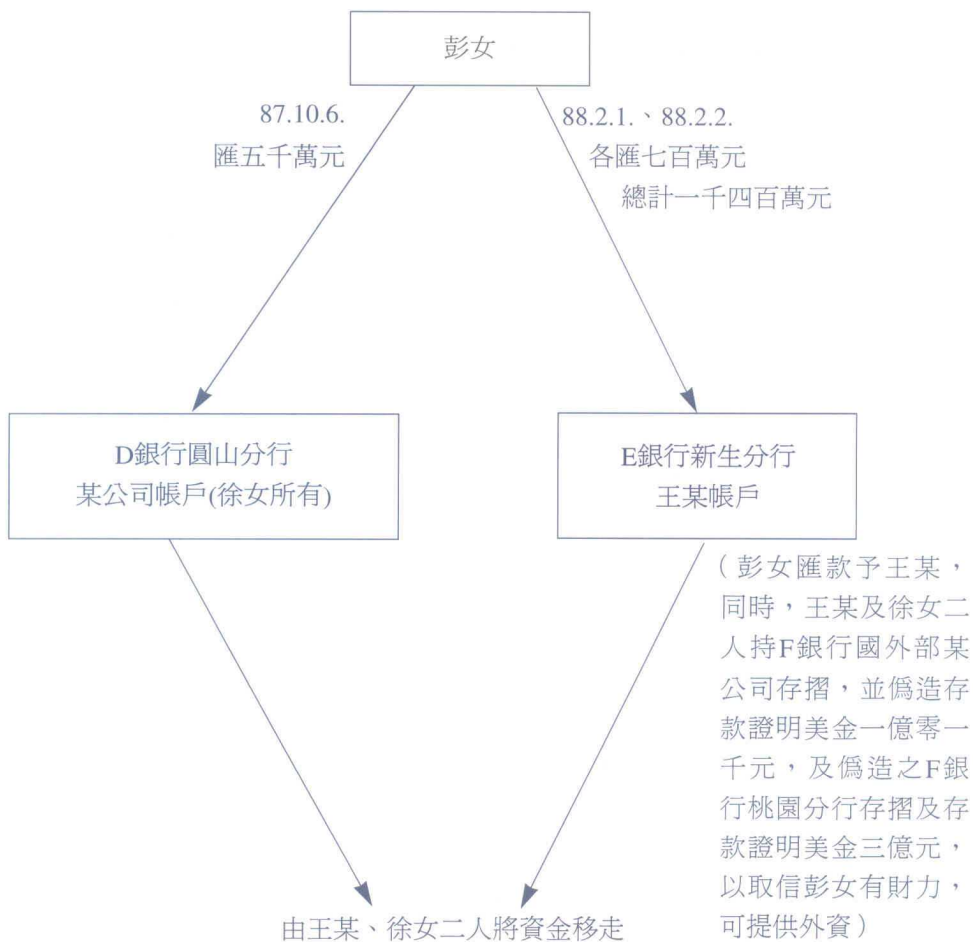 彭女
87.10.6.
匯五千萬元
88.2.1.、88.2.2.
各匯七百萬元
總計一千四百萬元
D銀行圓山分行
某公司帳戶(徐女所有)
E銀行新生分行
王某帳戶
（彭女匯款予王某，
同時，王某及徐女二
人持F銀行國外部某
公司存摺，並偽造存
款證明美金一億零一
千元，及偽造之F銀
行桃園分行存摺及存
款證明美金三億元，
以取信彭女有財力，
可提供外資）
由王某、徐女二人將資金移走